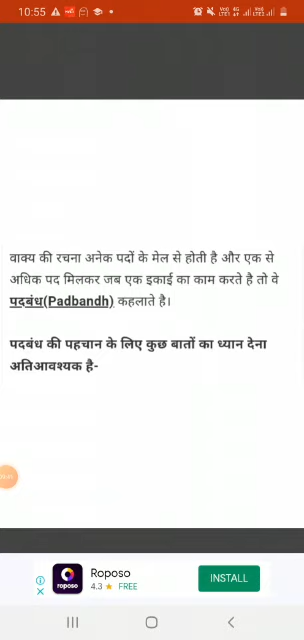 10:55
वाक्य की रचना अनेक पदों के मेल से होती है और एक से
अधिक पद मिलकर जब एक इकाई का काम करते है तो वे
पदबंध(Padbandh) कहलाते है।
पदबंध की पहचान के लिए कुछ बातों का ध्यान देना
अतिआवश्यक है-
roposo
Roposo
4.3 ★ FREE
INSTALL